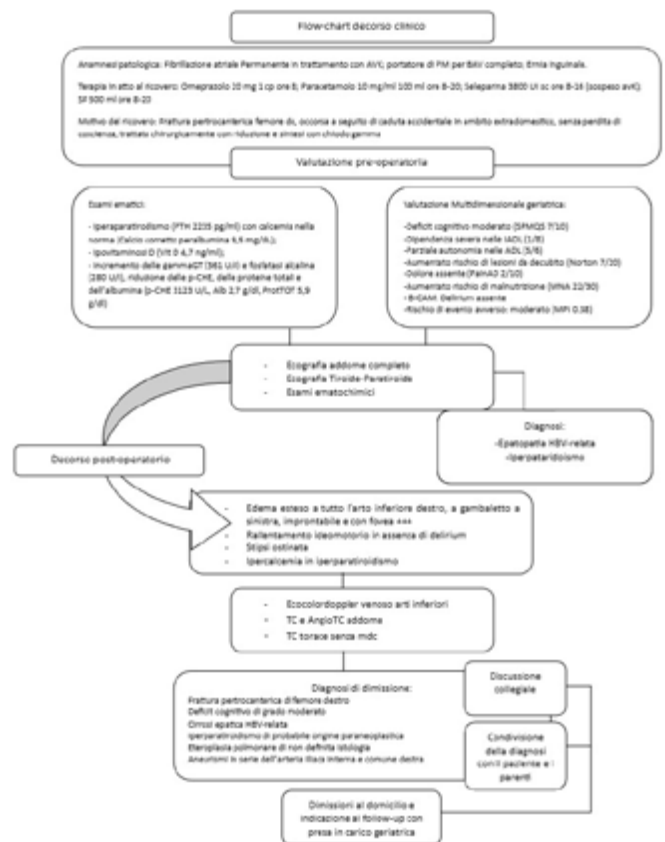 Flow-chart decorso clinico
Anamnesi patologica: Fibrillazione atriale Permanente in trattamento con AVK; portatore di PM per BAV completo; Ernia Inguinale.
Terapia in atto al ricovero: Omeprazolo 20 mg 1 cp ore 8; Paracetamolo 10 mg/ml 100 ml ore 8-20; Seleparina 3800 UI sc ore 8-16 (sospeso avk);
SF 500 ml ore 8-20
Motivo del ricovero: Frattura pertrocanterica femore dx, occorsa a seguito di caduta accidentale in ambito extradomestico, senza perdita di
coscienza, trattata chirurgicamente con riduzione e sintesi con chiodo gamma
Valutazione pre-operatoria
Esami ematici:
- Iperaparatiroidismo (PTH 2235 pg/ml) con calcemia nella
norma (Calcio corretto peralbumina 9,9 mg/dL);
- Ipovitaminosi D (Vit D 4,7 ng/ml);
- Incremento delle gammaGT (361 U/l) e fosfatasi alcalina
(280 U/l), riduzione della p-CHE, delle proteine totali e
dell'albumina (p-CHE 3123 U/L, Alb 2,7 g/dl, ProtTOT 5,9
g/dl)
Valutazione Multidimensionale geriatrica:
-Deficit cognitivo moderato (SPMQS 7/10)
-Dipendenza severa nelle IADL (1/8)
-Parziale autonomia nelle ADL (5/6)
-Aumentato rischio di lesioni da decubito (Norton 7/20)
-Dolore assente (PainAD 2/10)
-Aumentato rischio di malnutrizione (MNA 22/30)
- B-CAM: Delirium assente
-Rischio di evento avverso: moderato (MPI 0.38)
- Ecografia addome completo
- Ecografia Tiroide-Paratiroide
- Esami ematochimici
Diagnosi:
-Epatopatia HBV-relata
-Iperpataridoismo
Decorso post-operatorio
- Edema esteso a tutto l'arto inferiore destro, a gambaletto a
sinistra, improntabile e con fovea +++
- Rallentamento ideomotorio in assenza di delirium
- Stipsi ostinata
- Ipercalcemia in iperparatiroidismo
- Ecocolordoppler venoso arti inferiori
- TC e AngioTC addome
- TC torace senza mdc
Diagnosi di dimissione:
Frattura pertrocanterica di femore destro
Deficit cognitivo di grado moderato
Cirrosi epatica HBV-relata
Iperparatiroidismo di probabile origine paraneoplastica
Eteroplasia polmonare di non definita istologia
Aneurismi in serie dell'arteria iliaca interna e comune destra
Discussione
collegiale
Condivisione
della diagnosi
con il paziente e i
parenti
Dimissioni al domicilio e
indicazione al follow-up con
presa in carico geriatrica